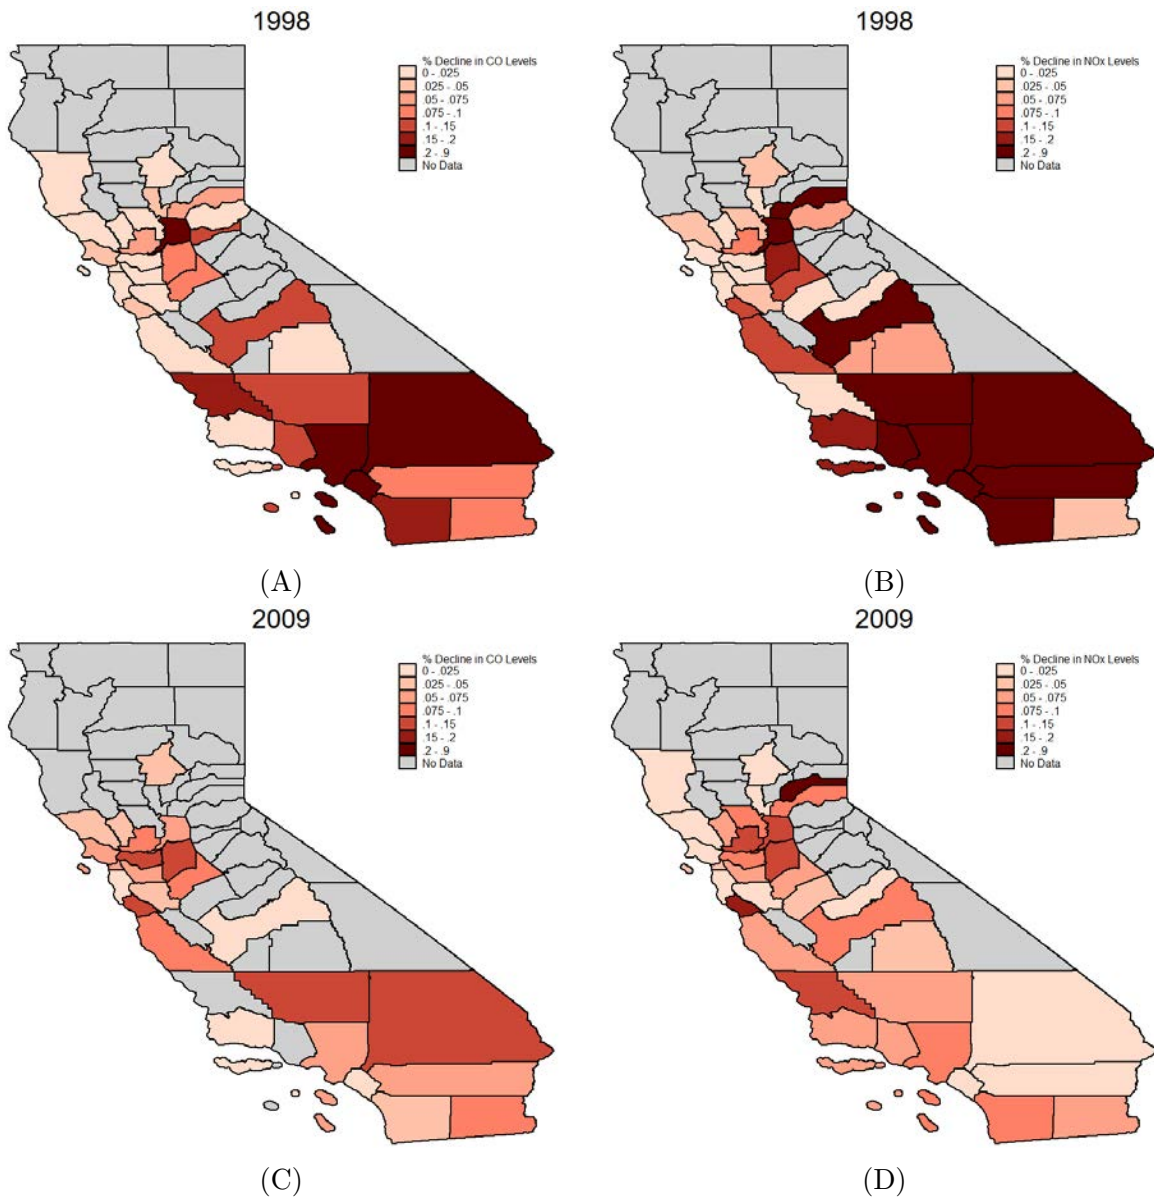 1998
% Decline in CO Levels
0 - .025
.025 - .05
.05 - .075
.075 - .1
.1 - .15
.15 - .2
.2 - .9
No Data
(A)
1998
% Decline in NOx Levels
0 - .025
.025 - .05
.05 - .075
.075 - .1
.1 - .15
.15 - .2
.2 - .9
No Data
(B)
2009
% Decline in CO Levels
0 - .025
.025 - .05
.05 - .075
.075 - .1
.1 - .15
.15 - .2
.2 - .9
No Data
(C)
2009
% Decline in NOx Levels
0 - .025
.025 - .05
.05 - .075
.075 - .1
.1 - .15
.15 - .2
.2 - .9
No Data
(D)